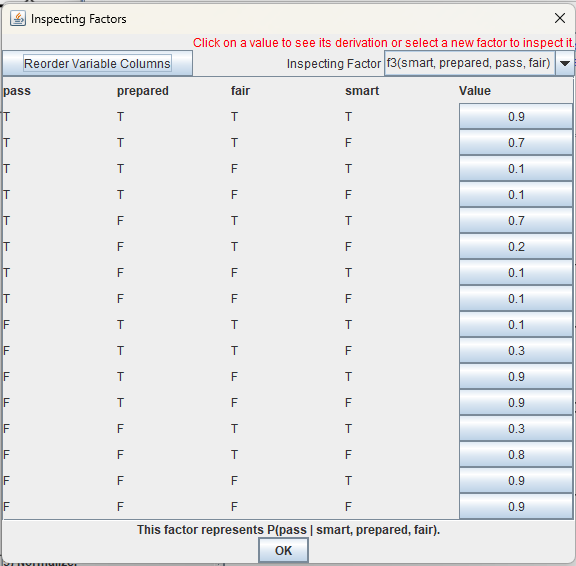 Inspecting Factors
Click on a value to see its derivation or select a new factor to inspect it.
Reorder Variable Columns Inspecting Factor f3(smart, prepared, pass, fair)
pass prepared fair smart Value
T T T T 0.9
T T T F 0.7
T T F T 0.1
T T F F 0.1
T F T T 0.7
T F T F 0.2
T F F T 0.1
T F F F 0.1
F T T T 0.1
F T T F 0.3
F T F T 0.9
F T F F 0.9
F F T T 0.3
F F T F 0.8
F F F T 0.9
F F F F 0.9
This factor represents P(pass | smart, prepared, fair).
OK